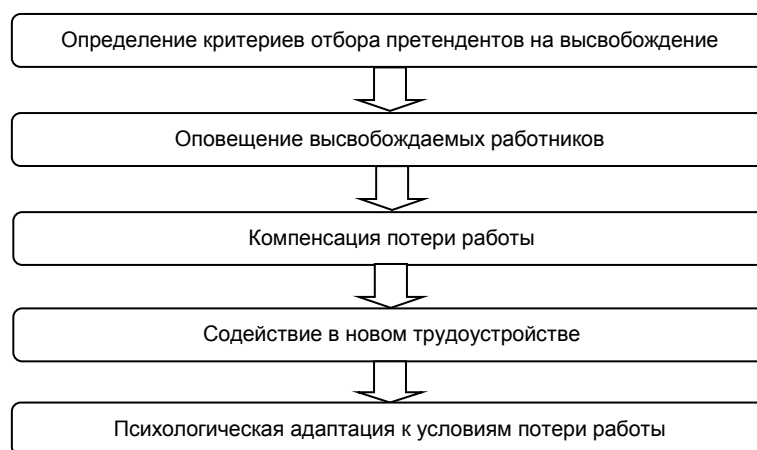 Определение критериев отбора претендентов на высвобождение
Оповещение высвобождаемых работников
Компенсация потери работы
Содействие в новом трудоустройстве
Психологическая адаптация к условиям потери работы